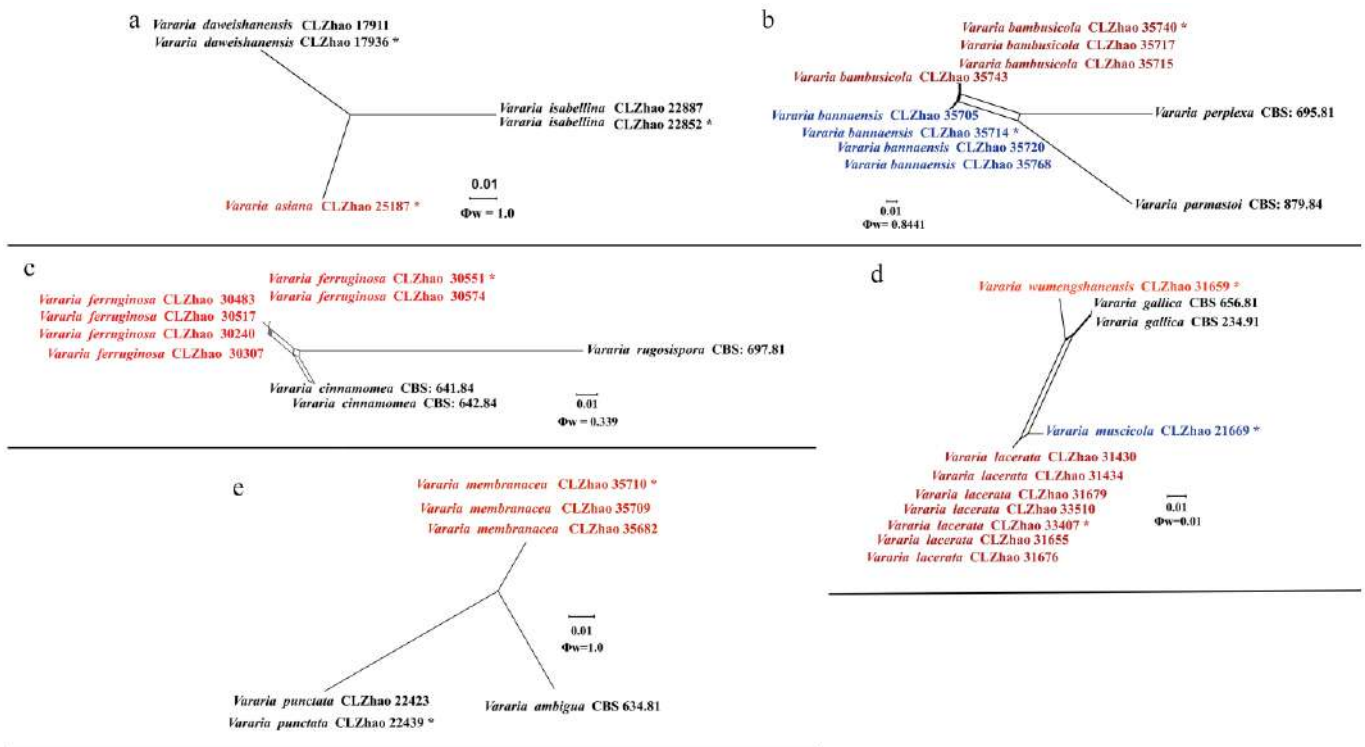 a
Vararia daweishanensis CLZhao 17911
Vararia daweishanensis CLZhao 17936 *
Vararia isabellina CLZhao 22887
Vararia isabellina CLZhao 22852 *
Vararia asiana CLZhao 25187 *
0.01
Φw = 1.0
b
Vararia bambusicola CLZhao 35740 *
Vararia bambusicola CLZhao 35717
Vararia bambusicola CLZhao 35715
Vararia bambusicola CLZhao 35743
Vararia bannaensis CLZhao 35705
Vararia bannaensis CLZhao 35714 *
Vararia bannaensis CLZhao 35720
Vararia bannaensis CLZhao 35768
Vararia perplexa CBS: 695.81
Vararia parmastoi CBS: 879.84
0.01
Φw= 0.8441
c
Vararia ferruginosa CLZhao 30551 *
Vararia ferruginosa CLZhao 30574
Vararia ferruginosa CLZhao 30483
Vararia ferruginosa CLZhao 30517
Vararia ferruginosa CLZhao 30240
Vararia ferruginosa CLZhao 30307
Vararia rugosispora CBS: 697.81
Vararia cinnamomea CBS: 641.84
Vararia cinnamomea CBS: 642.84
0.01
Φw = 0.339
d
Vararia wumengshanensis CLZhao 31659 *
Vararia gallica CBS 656.81
Vararia gallica CBS 234.91
Vararia muscicola CLZhao 21669 *
Vararia lacerata CLZhao 31430
Vararia lacerata CLZhao 31434
Vararia lacerata CLZhao 31679
Vararia lacerata CLZhao 33510
Vararia lacerata CLZhao 33407 *
Vararia lacerata CLZhao 31655
Vararia lacerata CLZhao 31676
0.01
Φw=0.01
e
Vararia membranacea CLZhao 35710 *
Vararia membranacea CLZhao 35709
Vararia membranacea CLZhao 35682
0.01
Φw=1.0
Vararia punctata CLZhao 22423
Vararia punctata CLZhao 22439 *
Vararia ambigua CBS 634.81